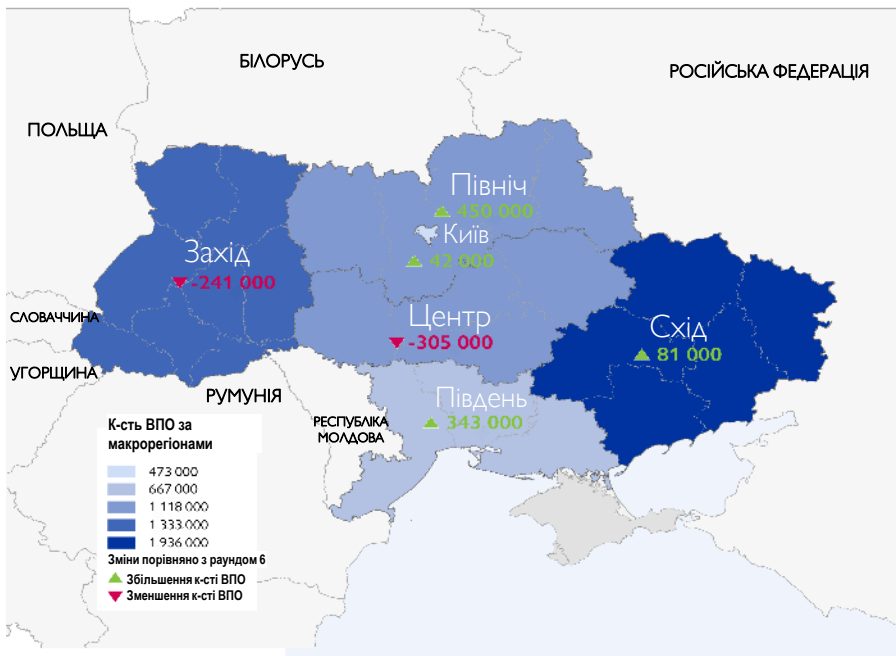 БІЛОРУСЬ
РОСІЙСЬКА ФЕДЕРАЦІЯ
ПОЛЬЩА
Північ
450 000
Київ
42 000
Захід
-241 000
Центр
-305 000
Схід
81 000
СЛОВАЧЧИНА
УГОРЩИНА
РУМУНІЯ
Південь
343 000
РЕСПУБЛІКА
МОЛДОВА
К-сть ВПО за
макрорегіонами
473 000
667 000
1 118 000
1 333 000
1 936 000
Зміни порівняно з раундом 6
Збільшення к-сті ВПО
Зменшення к-сті ВПО